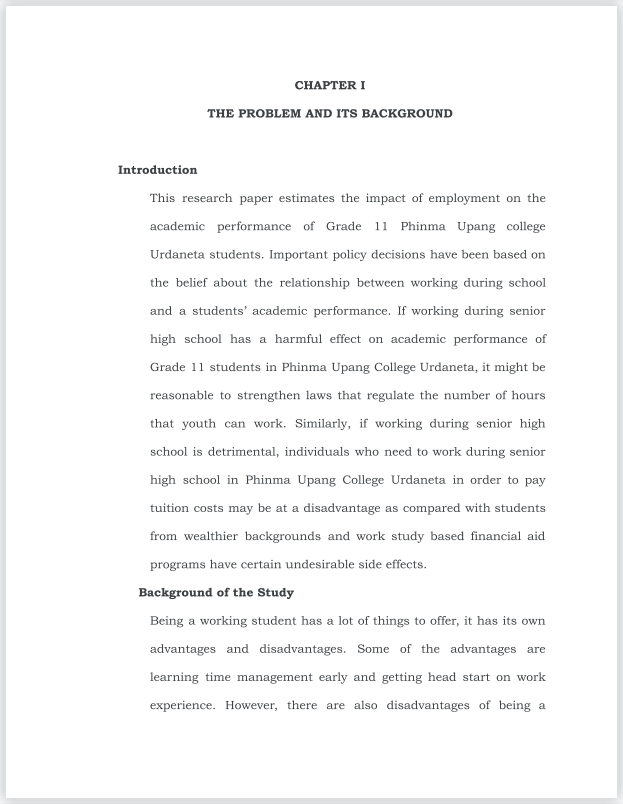 CHAPTER I
THE PROBLEM AND ITS BACKGROUND
Introduction
This research paper estimates the impact of employment on the
academic performance of Grade 11 Phinma Upang college
Urdaneta students. Important policy decisions have been based on
the belief about the relationship between working during school
and a students’ academic performance. If working during senior
high school has a harmful effect on academic performance of
Grade 11 students in Phinma Upang College Urdaneta, it might be
reasonable to strengthen laws that regulate the number of hours
that youth can work. Similarly, if working during senior high
school is detrimental, individuals who need to work during senior
high school in Phinma Upang College Urdaneta in order to pay
tuition costs may be at a disadvantage as compared with students
from wealthier backgrounds and work study based financial aid
programs have certain undesirable side effects.
Background of the Study
Being a working student has a lot of things to offer, it has its own
advantages and disadvantages. Some of the advantages are
learning time management early and getting head start on work
experience. However, there are also disadvantages of being a